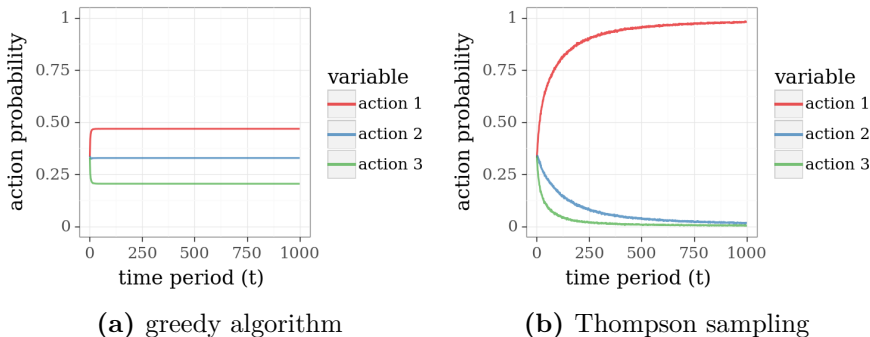 1
0.75
0.50
0.25
0
action probability
0 250 500 750 1000
time period (t)
variable
action 1
action 2
action 3
(a) greedy algorithm
1
0.75
0.50
0.25
0
action probability
0 250 500 750 1000
time period (t)
variable
action 1
action 2
action 3
(b) Thompson sampling